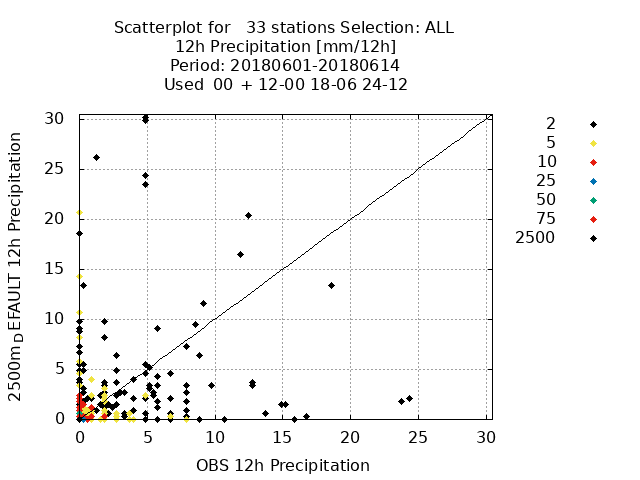 Scatterplot for   33 stations Selection: ALL
12h Precipitation [mm/12h]
Period: 20180601-20180614
Used  00  + 12-00 18-06 24-12
2500mDEFAULT 12h Precipitation
30
25
20
15
10
5
0
0 5 10 15 20 25 30
OBS 12h Precipitation
2
5
10
25
50
75
2500